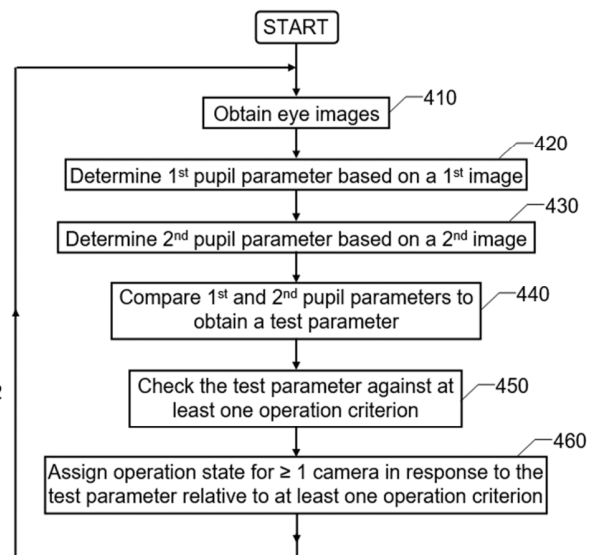 START
Obtain eye images
410
420
Determine 1st pupil parameter based on a 1st image
430
Determine 2nd pupil parameter based on a 2nd image
Compare 1st and 2nd pupil parameters to
obtain a test parameter
440
Check the test parameter against at
least one operation criterion
450
460
Assign operation state for ≥ 1 camera in response to the
test parameter relative to at least one operation criterion